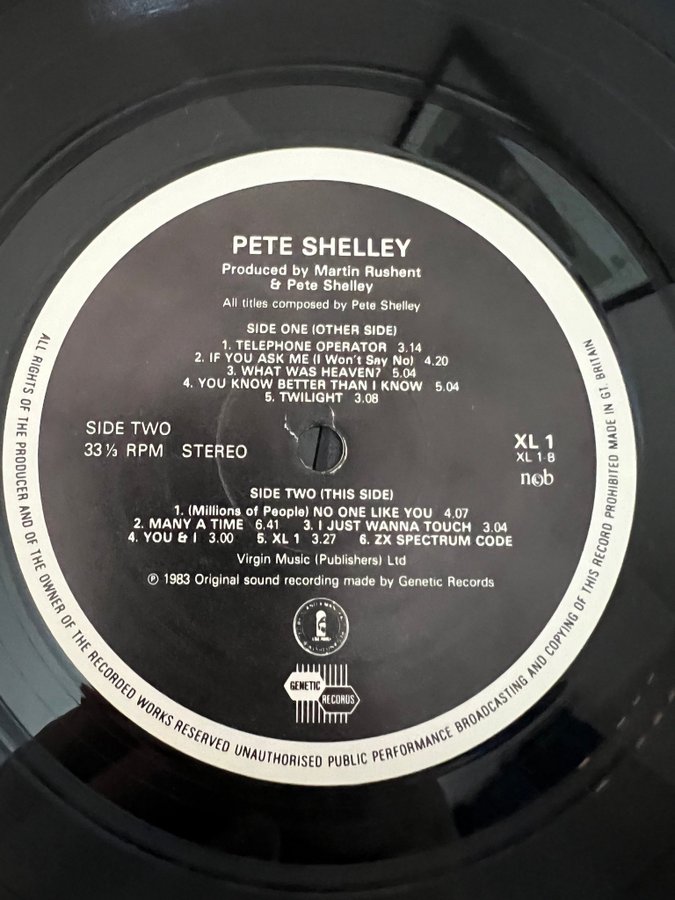 PETE SHELLEY
Produced by Martin Rushent
& Pete Shelley
All titles composed by Pete Shelley
SIDE ONE (OTHER SIDE)
1. TELEPHONE OPERATOR 3.14
2. IF YOU ASK ME (I Won't Say No) 4.20
3. WHAT WAS HEAVEN? 5.04
4. YOU KNOW BETTER THAN I KNOW 5.04
5. TWILIGHT 3.08
SIDE TWO
33⅓ RPM STEREO
XL 1
XL 1-B
ncb
SIDE TWO (THIS SIDE)
1. (Millions of People) NO ONE LIKE YOU 4.07
2. MANY A TIME 6.41 3. I JUST WANNA TOUCH 3.04
4. YOU & I 3.00 5. XL 1 3.27 6. ZX SPECTRUM CODE
Virgin Music (Publishers) Ltd
℗ 1983 Original sound recording made by Genetic Records
GENETIC
RECORDS
ALL RIGHTS OF THE PRODUCER AND OF THE OWNER OF THE RECORDED WORKS RESERVED UNAUTHORISED PUBLIC PERFORMANCE BROADCASTING AND COPYING OF THIS RECORD PROHIBITED MADE IN GT. BRITAIN